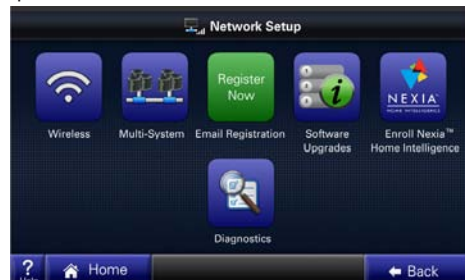 Network Setup
Register
Now
NEXIA™
HOME INTELLIGENCE
Wireless
Multi-System
Email Registration
Software
Upgrades
Enroll Nexia™
Home Intelligence
Diagnostics
?
Help
Home
Back